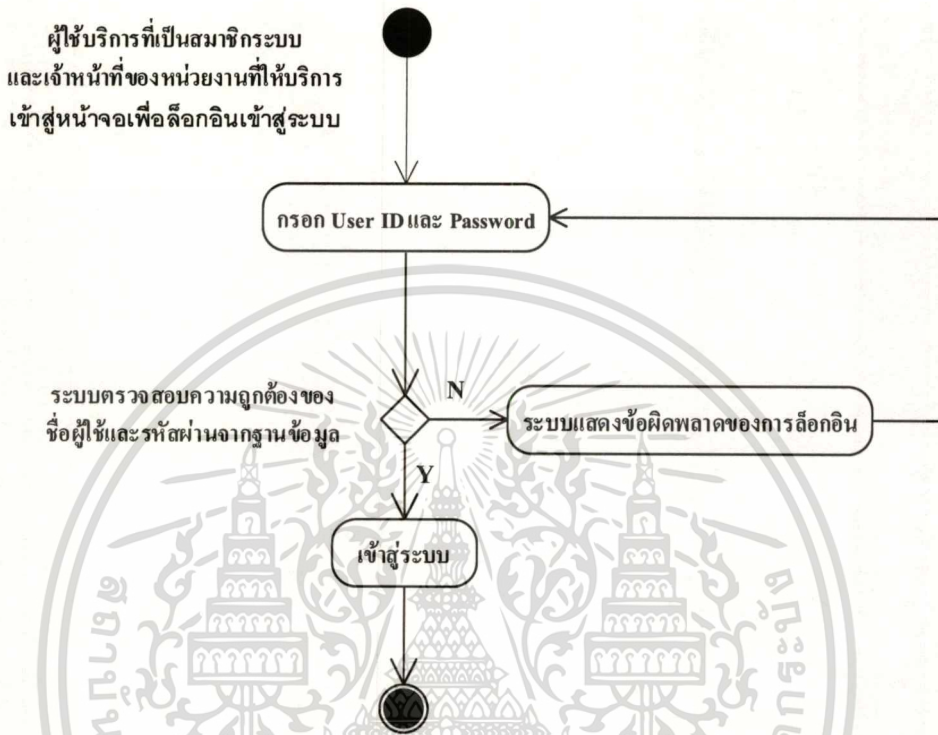 ผู้ใช้บริการที่เป็นสมาชิกระบบ
และเจ้าหน้าที่ของหน่วยงานที่ให้บริการ
เข้าสู่หน้าจอเพื่อล็อกอินเข้าสู่ระบบ
กรอก User ID และ Password
ระบบตรวจสอบความถูกต้องของ
ชื่อผู้ใช้และรหัสผ่านจากฐานข้อมูล
N
ระบบแสดงข้อผิดพลาดของการล็อกอิน
Y
เข้าสู่ระบบ